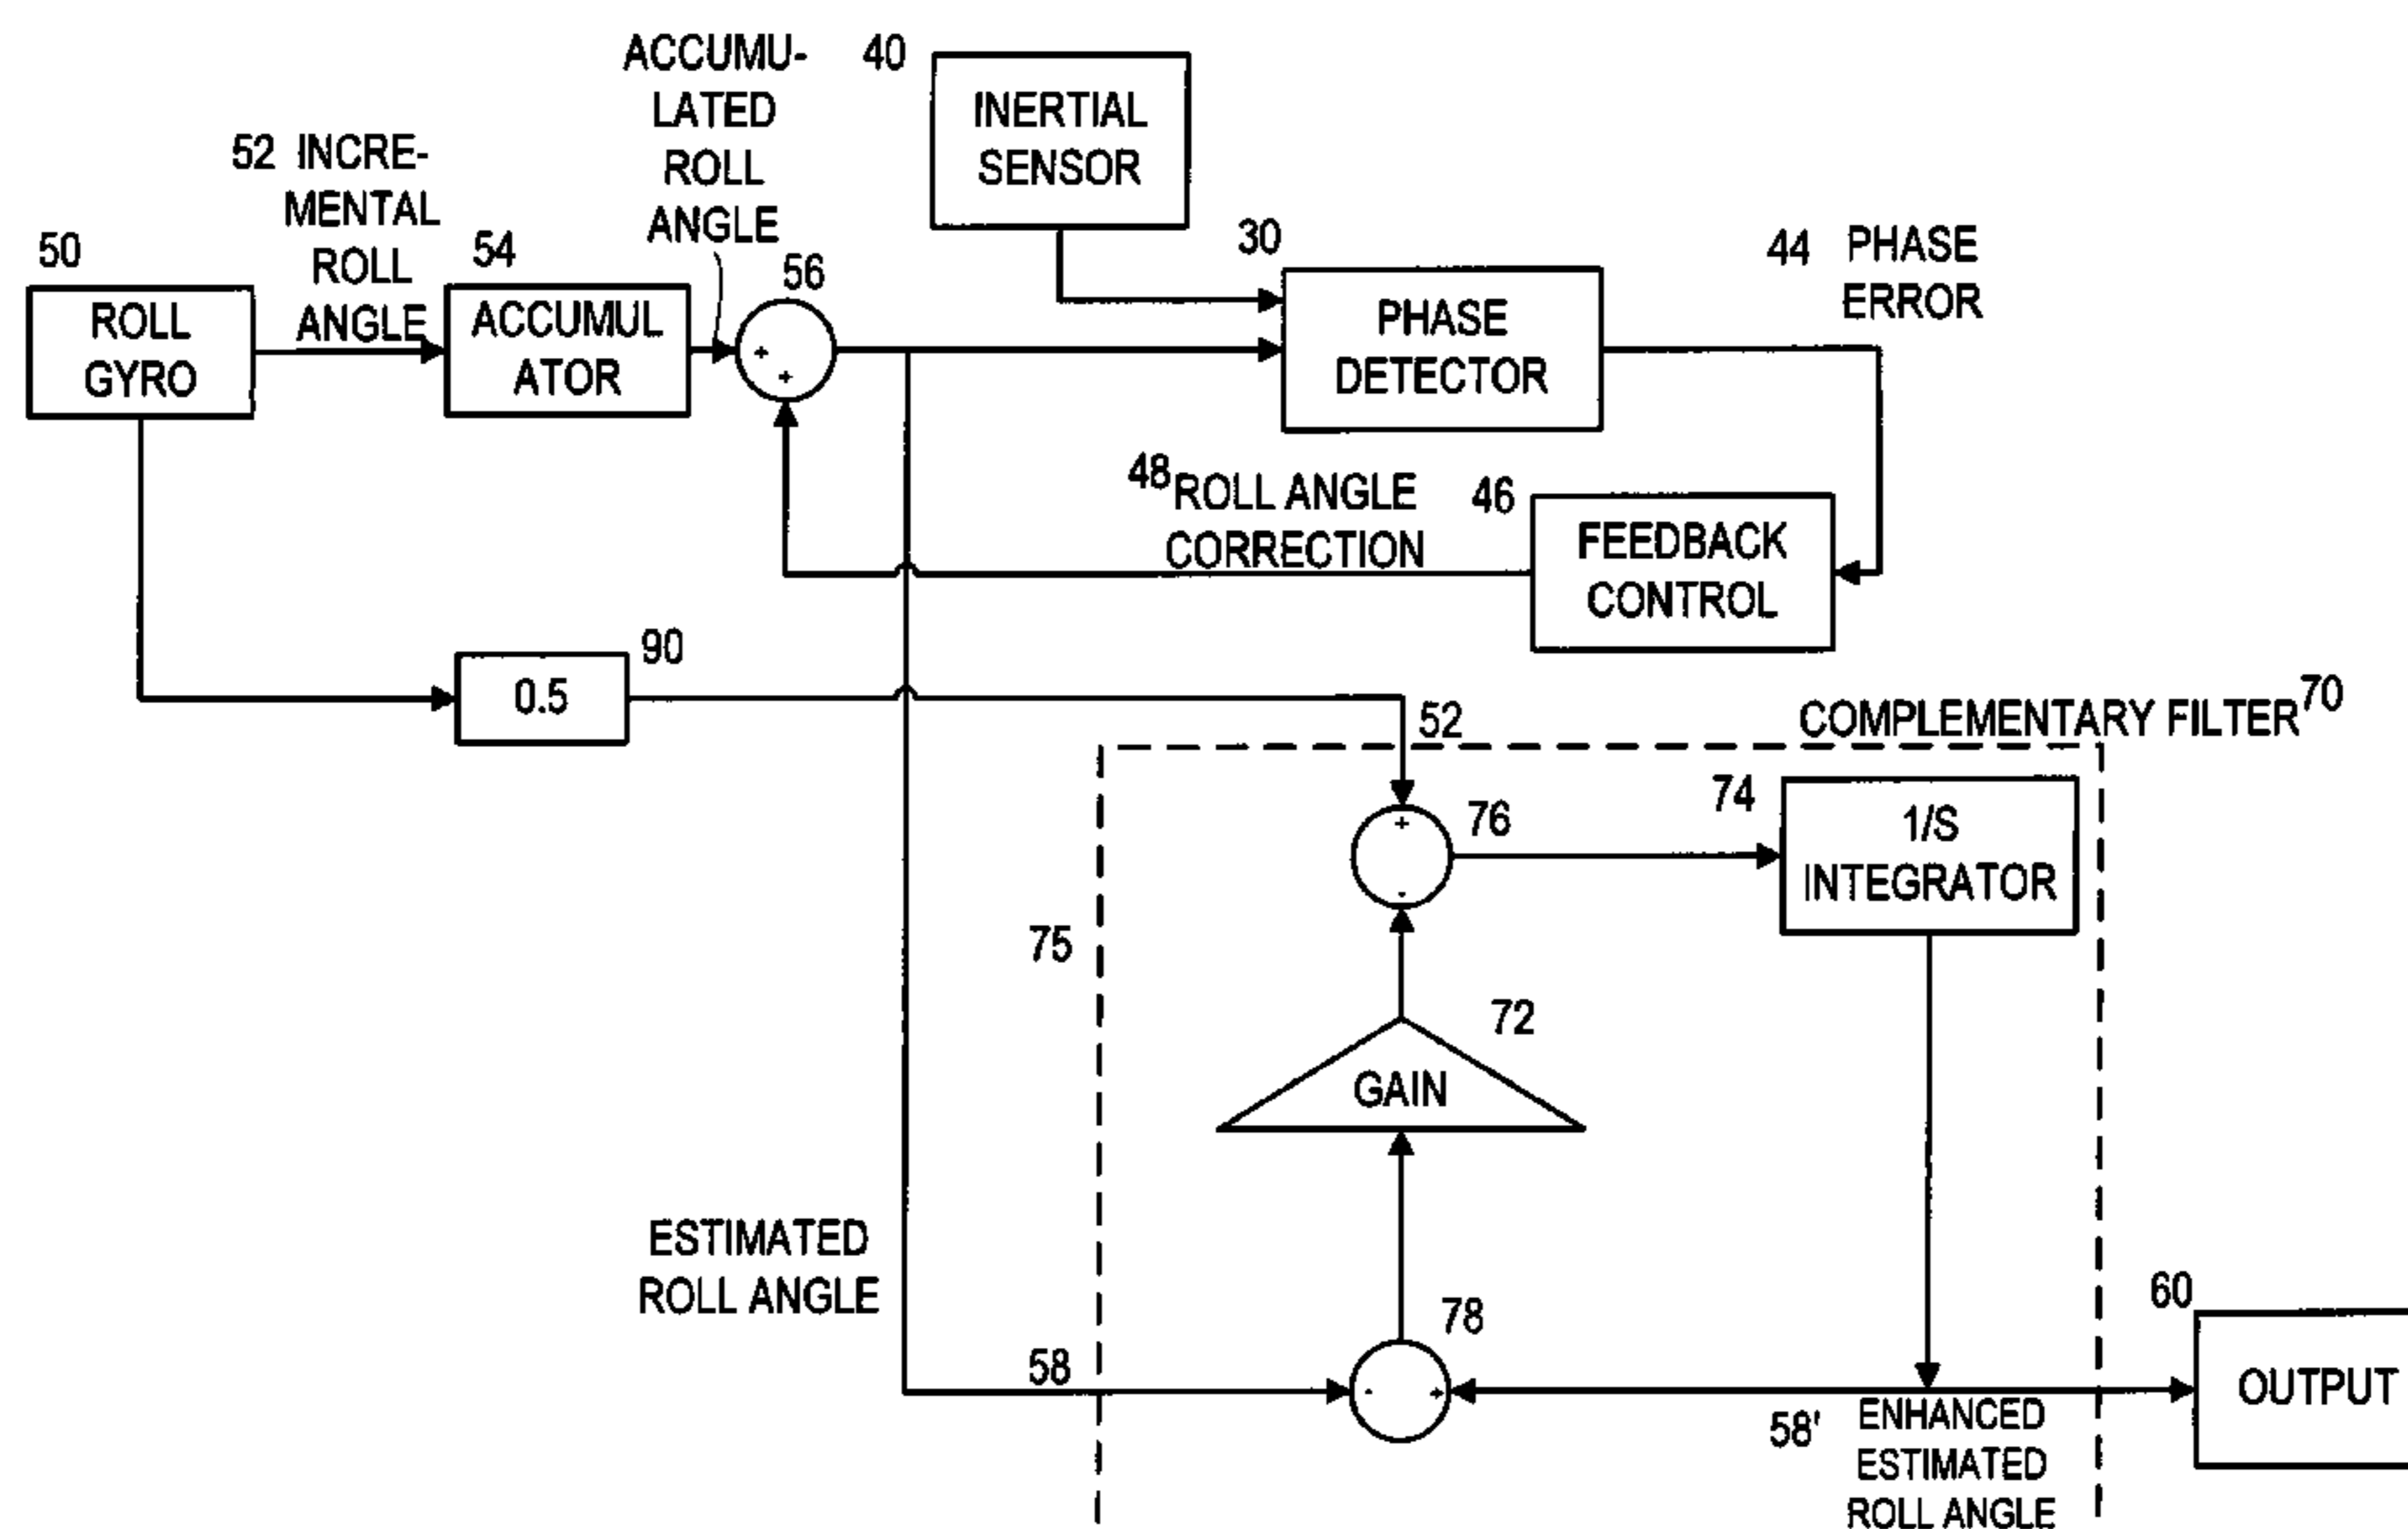 ACCUMU-
LATED
ROLL
ANGLE
40
INERTIAL
SENSOR
52 INCRE-
MENTAL
ROLL
ANGLE
50
ROLL
GYRO
54
ACCUMUL
ATOR
56
+
+
30
PHASE
DETECTOR
44 PHASE
ERROR
48 ROLL ANGLE
CORRECTION
46
FEEDBACK
CONTROL
90
0.5
52
COMPLEMENTARY FILTER 70
+
-
76
74
1/S
INTEGRATOR
75
72
GAIN
ESTIMATED
ROLL ANGLE
58
78
-
+
58'
ENHANCED
ESTIMATED
ROLL ANGLE
60
OUTPUT